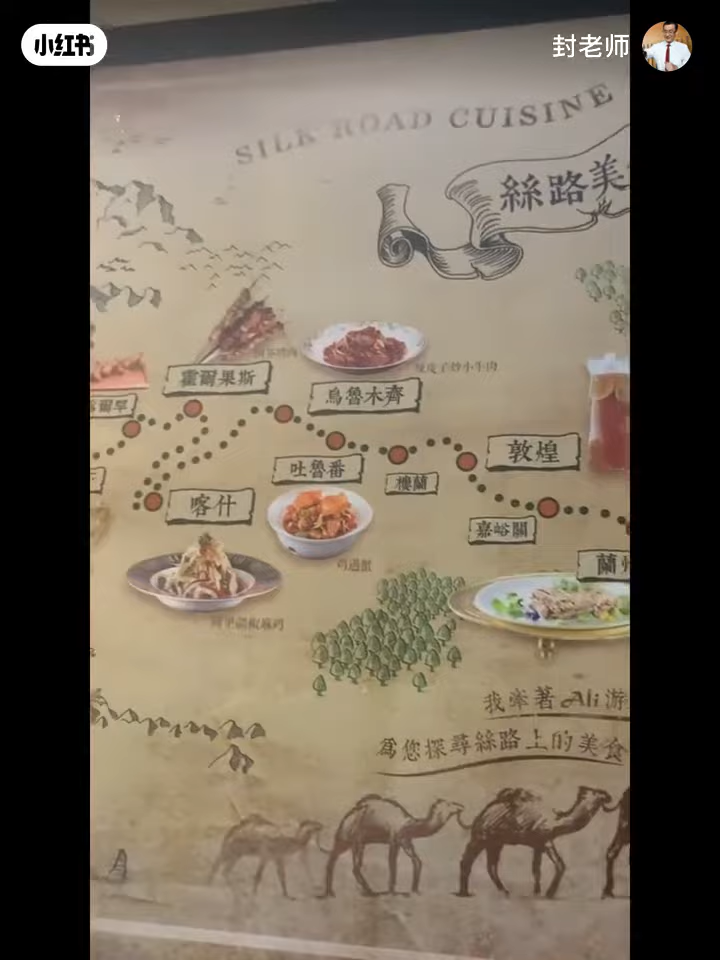 小红书
封老师
SILK ROAD CUISINE
絲路美
霍爾果斯
烏魯木齊
敦煌
吐魯番
樓蘭
喀什
嘉峪關
蘭州
我牽著 Ali 游
為您探尋絲路上的美食